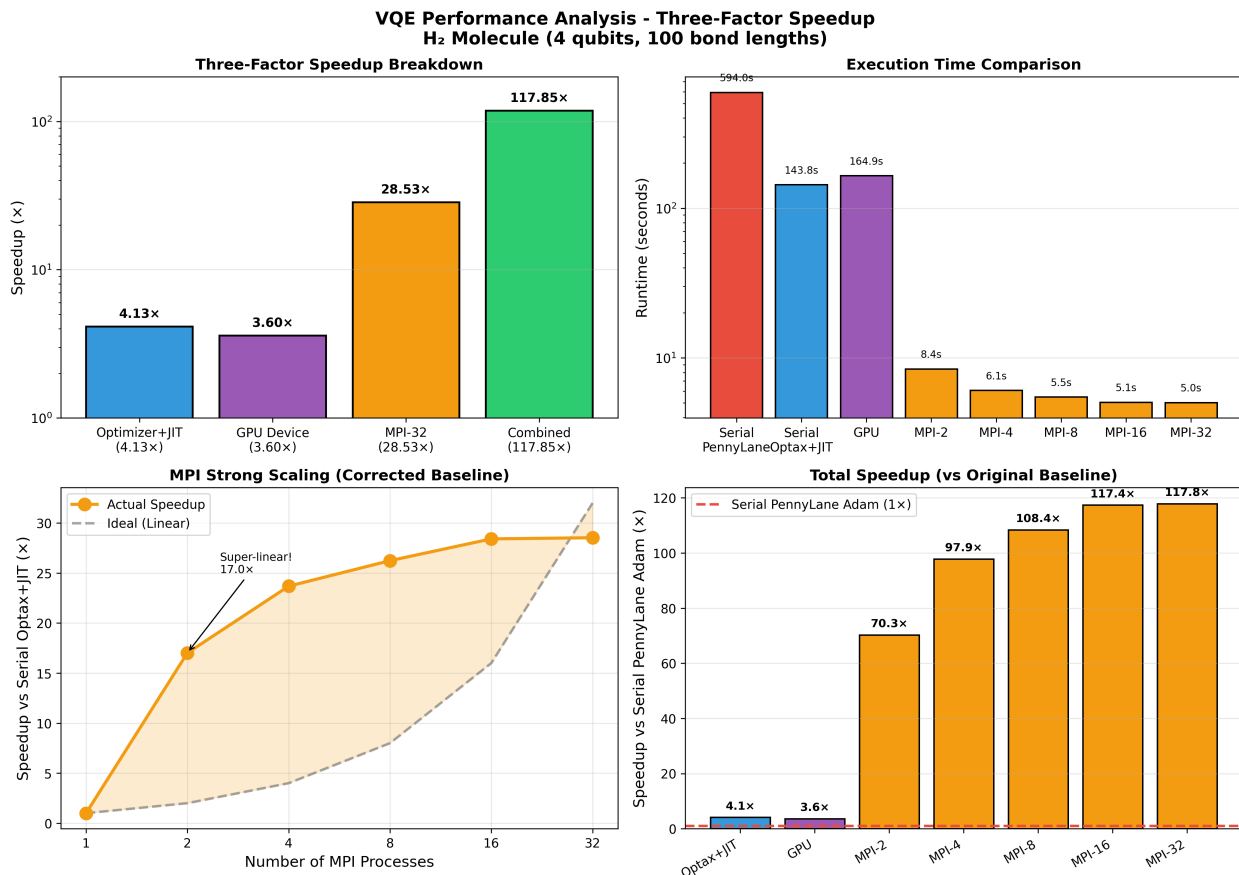 VQE Performance Analysis - Three-Factor Speedup
H₂ Molecule (4 qubits, 100 bond lengths)
Three-Factor Speedup Breakdown
Speedup (×)
10²
10¹
10⁰
4.13×
3.60×
28.53×
117.85×
Optimizer+JIT
(4.13×)
GPU Device
(3.60×)
MPI-32
(28.53×)
Combined
(117.85×)
Execution Time Comparison
Runtime (seconds)
10²
10¹
594.0s
143.8s
164.9s
8.4s
6.1s
5.5s
5.1s
5.0s
Serial
PennyLane
Serial
Optax+JIT
GPU
MPI-2
MPI-4
MPI-8
MPI-16
MPI-32
MPI Strong Scaling (Corrected Baseline)
Actual Speedup
Ideal (Linear)
Super-linear!
17.0×
Speedup vs Serial Optax+JIT (×)
30
25
20
15
10
5
0
1
2
4
8
16
32
Number of MPI Processes
Total Speedup (vs Original Baseline)
Serial PennyLane Adam (1×)
Speedup vs Serial PennyLane Adam (×)
120
100
80
60
40
20
0
4.1×
3.6×
70.3×
97.9×
108.4×
117.4×
117.8×
Optax+JIT
GPU
MPI-2
MPI-4
MPI-8
MPI-16
MPI-32